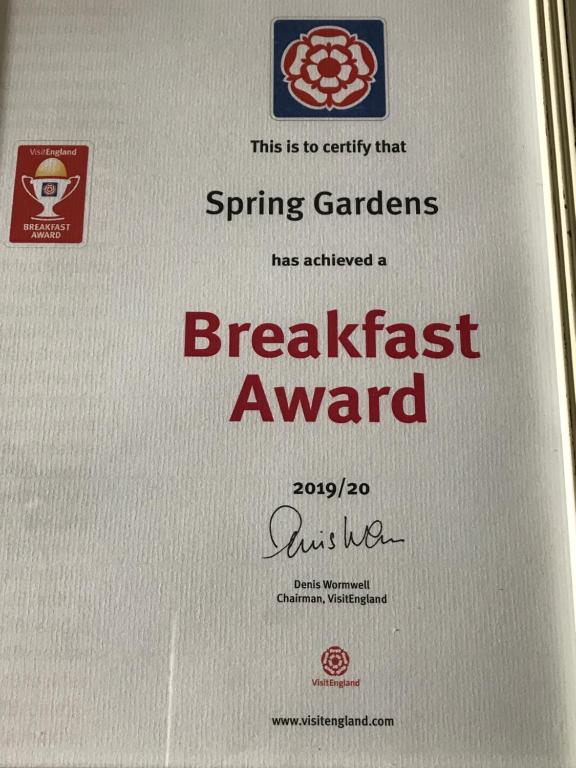 This is to certify that
VisitEngland
BREAKFAST
AWARD
Spring Gardens
has achieved a
Breakfast
Award
2019/20
Denis Wormwell
Chairman, VisitEngland
VisitEngland
www.visitengland.com